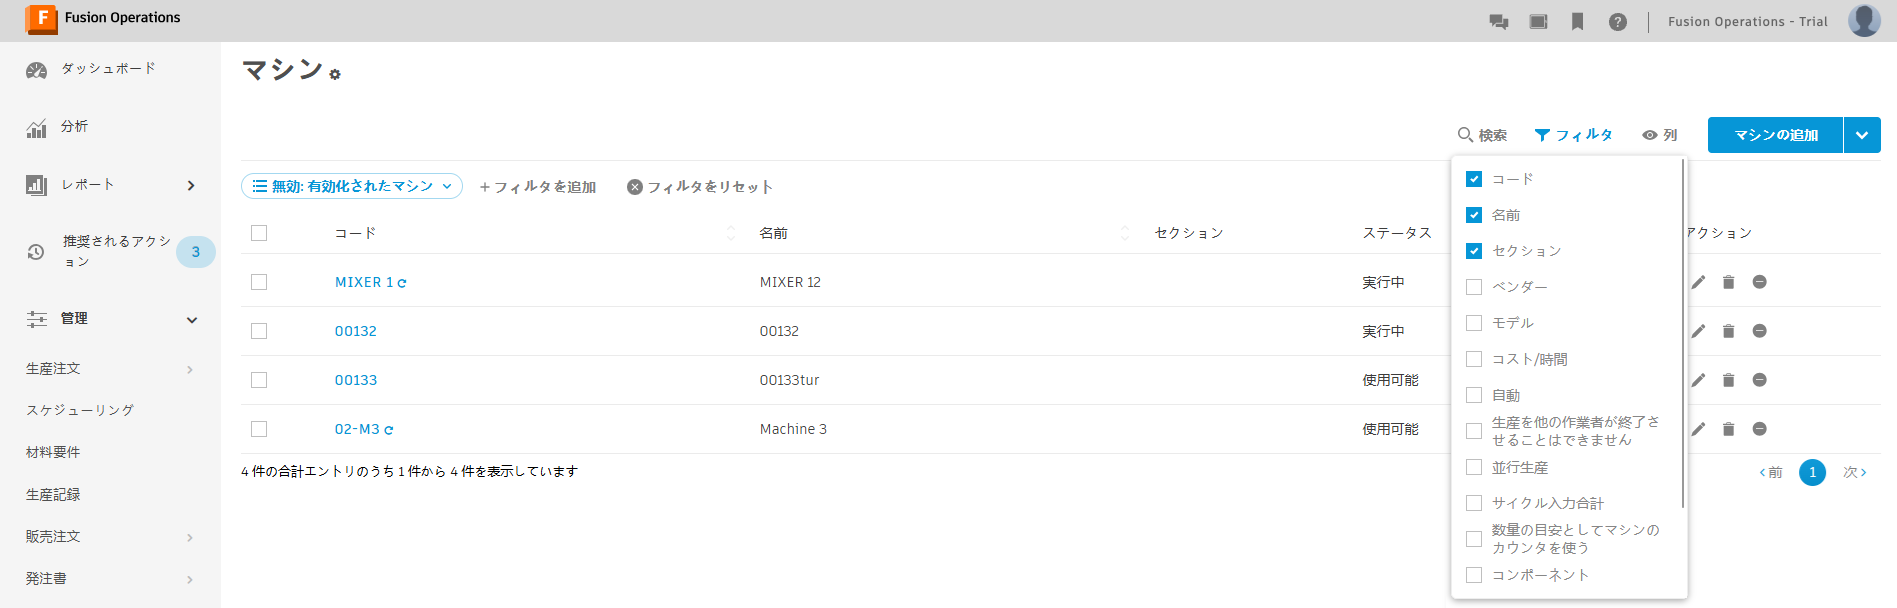 Fusion Operations
Fusion Operations - Trial
ダッシュボード
分析
レポート
推奨されるアクシ
ョン
3
管理
生産注文
スケジューリング
材料要件
生産記録
販売注文
発注書
マシン
検索
フィルタ
列
マシンの追加
無効: 有効化されたマシン
+ フィルタを追加
フィルタをリセット
コード
名前
セクション
ステータス
アクション
MIXER 1
MIXER 12
実行中
00132
00132
実行中
00133
00133tur
使用可能
02-M3
Machine 3
使用可能
4 件の合計エントリのうち 1 件から 4 件を表示しています
前
1
次
コード
名前
セクション
ベンダー
モデル
コスト/時間
自動
生産を他の作業者が終了さ
せることはできません
並行生産
サイクル入力合計
数量の目安としてマシンの
カウンタを使う
コンポーネント